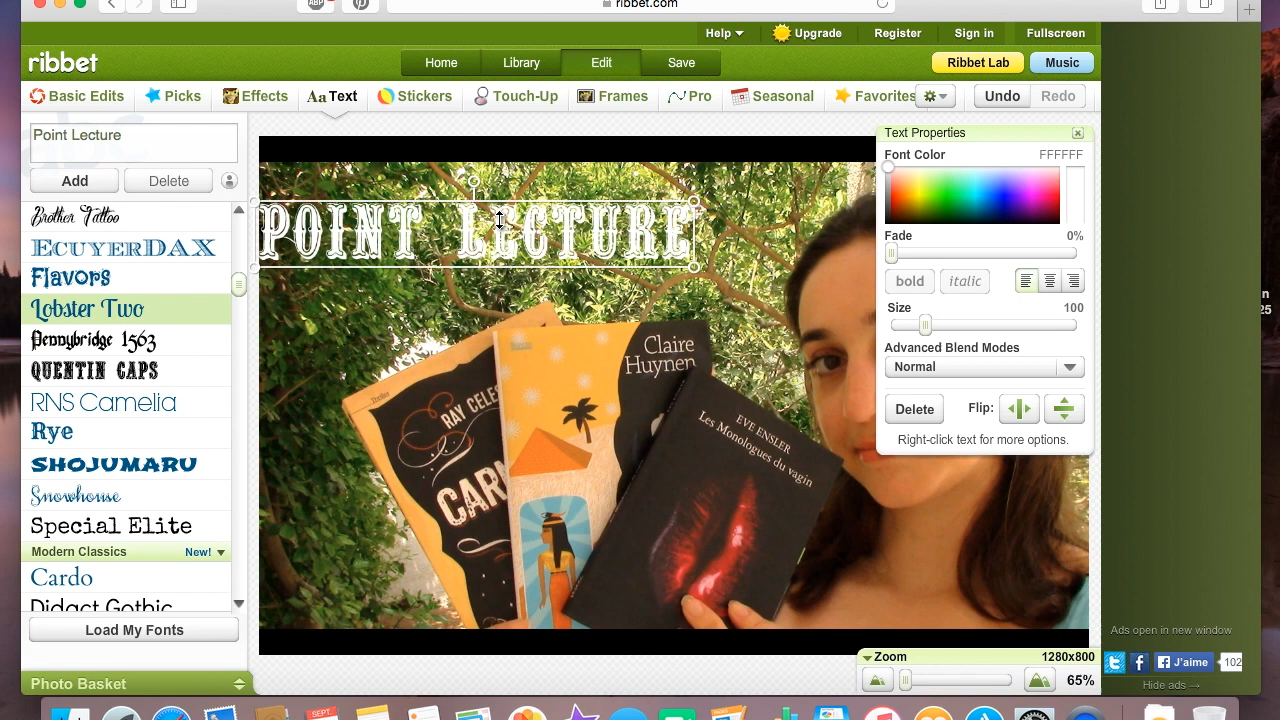 ribbet.com
Help
Upgrade
Register
Sign in
Fullscreen
ribbet
Home
Library
Edit
Save
Ribbet Lab
Music
Basic Edits
Picks
Effects
Aa Text
Stickers
Touch-Up
Frames
Pro
Seasonal
Favorites
Undo
Redo
Point Lecture
abc
Add
Delete
Brother Tattoo
EcuyerDAX
Flavors
Lobster Two
Pennybridge 1563
QUENTIN CAPS
RNS Camelia
Rye
SHOJUMARU
Snowhouse
Special Elite
Modern Classics
New!
Cardo
Didact Gothic
Load My Fonts
Photo Basket
POINT LECTURE
RAY CELES
CAR
Claire
Huynen
EVE ENSLER
Les Monologues du vagin
Text Properties
Font Color
FFFFFF
Fade
0%
bold
italic
Size
100
Advanced Blend Modes
Normal
Delete
Flip:
Right-click text for more options.
Zoom
1280x800
65%
Ads open in new window
J'aime
102
Hide ads →
ABP
SEPT.